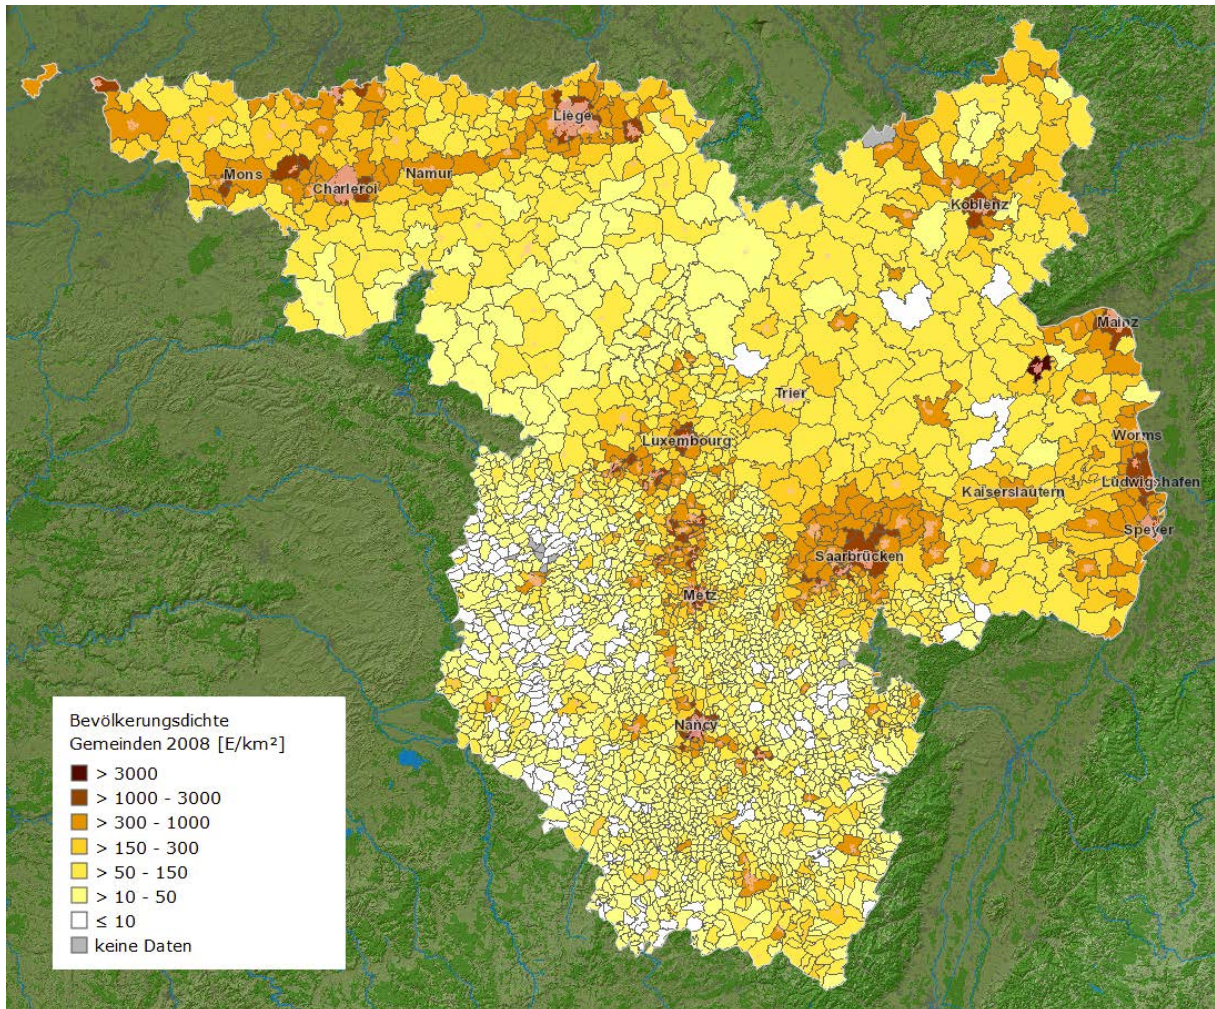 Liège
Mons
Charleroi
Namur
Koblenz
Mainz
Trier
Luxembourg
Worms
Ludwigshafen
Kaiserslautern
Speyer
Saarbrücken
Metz
Nancy
Bevölkerungsdichte
Gemeinden 2008 [E/km²]
> 3000
> 1000 - 3000
> 300 - 1000
> 150 - 300
> 50 - 150
> 10 - 50
≤ 10
keine Daten